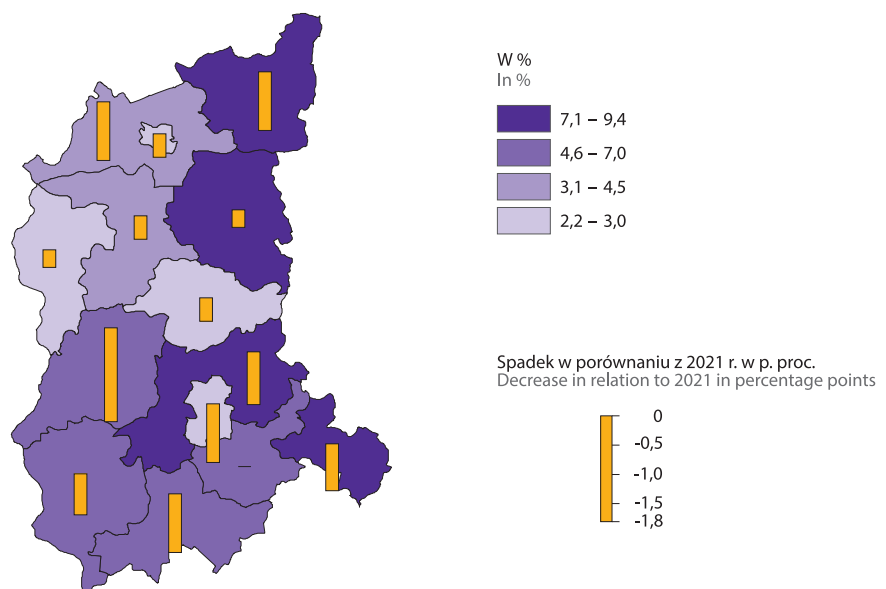 W %
In %
7,1 – 9,4
4,6 – 7,0
3,1 – 4,5
2,2 – 3,0
Spadek w porównaniu z 2021 r. w p. proc.
Decrease in relation to 2021 in percentage points
0
-0,5
-1,0
-1,5
-1,8